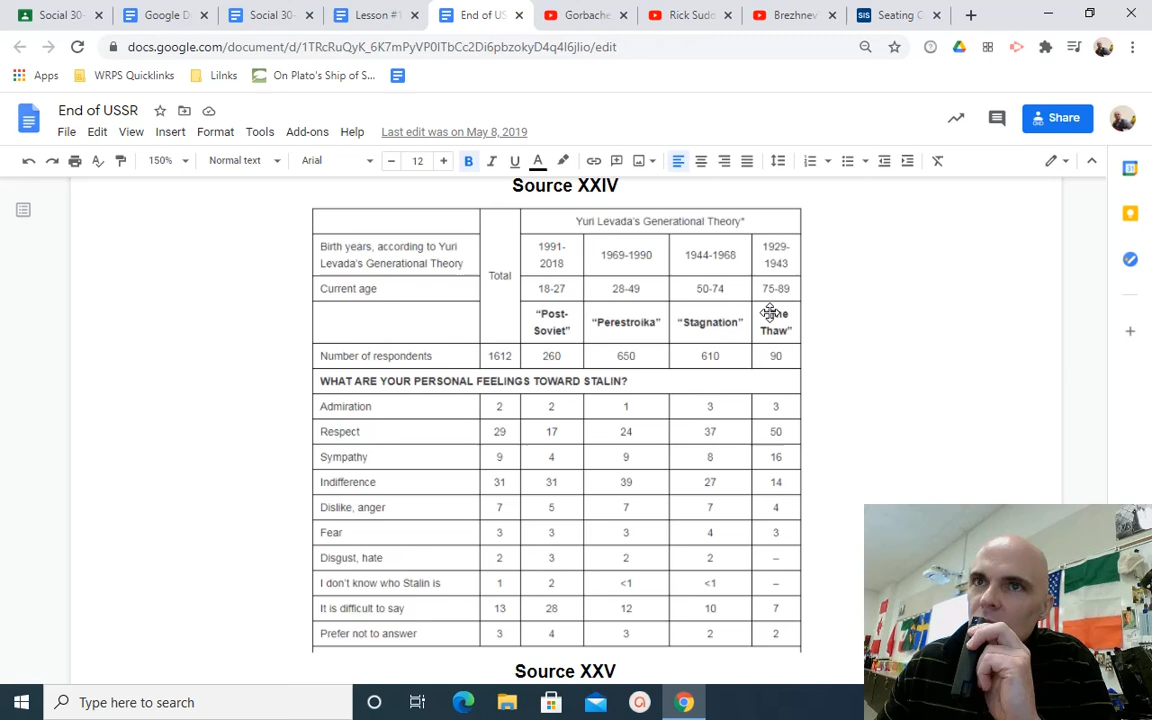 Social 30-
Google D
Social 30-
Lesson #1
End of US
Gorbache
Rick Sudo
Brezhnev
SIS
Seating C
docs.google.com/document/d/1TRcRuQyK_6K7mPyVP0ITbCc2Di6pbzokyD4q4I6jIio/edit
Apps
WRPS Quicklinks
LiInks
On Plato's Ship of S...
End of USSR
Share
File Edit View Insert Format Tools Add-ons Help Last edit was on May 8, 2019
150% Normal text Arial 12 B I U A
Source XXIV
Yuri Levada's Generational Theory*
Birth years, according to Yuri Levada's Generational Theory Total 1991-2018 1969-1990 1944-1968 1929-1943
Current age 18-27 28-49 50-74 75-89
"Post-Soviet" "Perestroika" "Stagnation" Thaw"
Number of respondents 1612 260 650 610 90
WHAT ARE YOUR PERSONAL FEELINGS TOWARD STALIN?
Admiration 2 2 1 3 3
Respect 29 17 24 37 50
Sympathy 9 4 9 8 16
Indifference 31 31 39 27 14
Dislike, anger 7 5 7 7 4
Fear 3 3 3 4 3
Disgust, hate 2 3 2 2 –
I don't know who Stalin is 1 2 <1 <1 –
It is difficult to say 13 28 12 10 7
Prefer not to answer 3 4 3 2 2
Source XXV
Type here to search